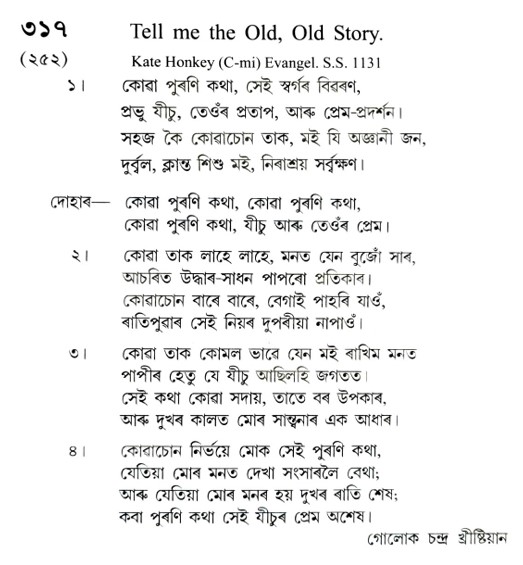 ৩১৭ Tell me the Old, Old Story.
(২৫২) Kate Honkey (C-mi) Evangel. S.S. 1131
১। কোৱা পুৰণি কথা, সেই স্বৰ্গৰ বিৱৰণ,
প্ৰভু যীচু, তেওঁৰ প্ৰতাপ, আৰু প্ৰেম-প্ৰদৰ্শন।
সহজ কৈ কোৱাচোন তাক, মই যি অজ্ঞানী জন,
দুৰ্ব্বল, ক্লান্ত শিশু মই, নিৰাশ্ৰয় সৰ্ব্বক্ষণ।
দোহাৰ— কোৱা পুৰণি কথা, কোৱা পুৰণি কথা,
কোৱা পুৰণি কথা, যীচু আৰু তেওঁৰ প্ৰেম।
২। কোৱা তাক লাহে লাহে, মনত যেন বুজোঁ সাৰ,
আচৰিত উদ্ধাৰ-সাধন পাপৰো প্ৰতিকাৰ।
কোৱাচোন বাৰে বাৰে, বেগাই পাহৰি যাওঁ,
ৰাতিপুৱাৰ সেই নিয়ৰ দুপৰীয়া নাপাওঁ।
৩। কোৱা তাক কোমল ভাৱে যেন মই ৰাখিম মনত
পাপীৰ হেতু যে যীচু আছিলহি জগতত।
সেই কথা কোৱা সদায়, তাতে বৰ উপকাৰ,
আৰু দুখৰ কালত মোৰ সান্ত্বনাৰ এক আধাৰ।
৪। কোৱাচোন নিৰ্ভয়ে মোক সেই পুৰণি কথা,
যেতিয়া মোৰ মনত দেখা সংসাৰলৈ বেথা;
আৰু যেতিয়া মোৰ মনৰ হয় দুখৰ ৰাতি শেষ;
কবা পুৰণি কথা সেই যীচুৰ প্ৰেম অশেষ।
গোলোক চন্দ্ৰ খ্ৰীষ্টিয়ান